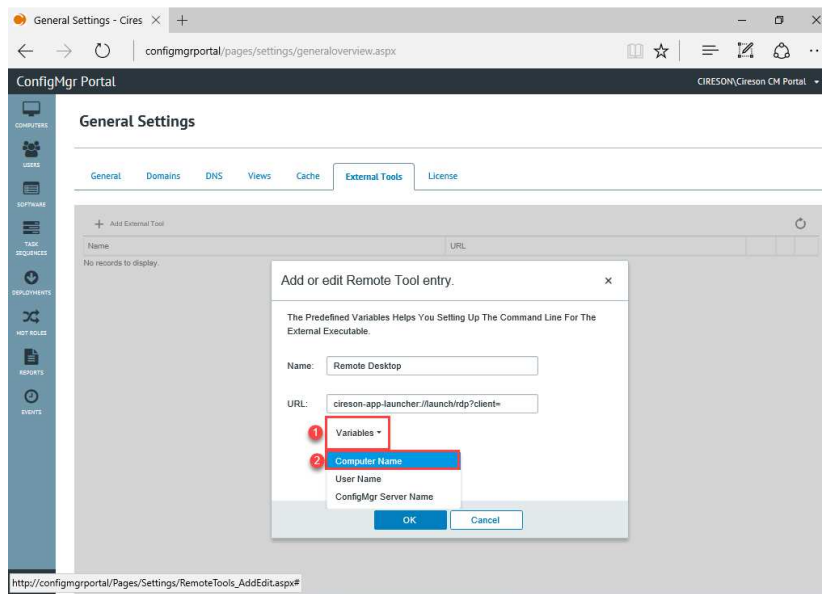 General Settings - Cires
configmgrportal/pages/settings/generaloverview.aspx
ConfigMgr Portal
CIRESON\Cireson CM Portal
COMPUTERS
General Settings
USERS
General Domains DNS Views Cache External Tools License
SOFTWARE
Add External Tool
TASK
SEQUENCES
Name URL
No records to display.
DEPLOYMENTS
Add or edit Remote Tool entry.
The Predefined Variables Helps You Setting Up The Command Line For The
External Executable.
MDT ROLES
Name: Remote Desktop
REPORTS
URL: cireson-app-launcher://launch/rdp?client=
EVENTS
1 Variables
2 Computer Name
User Name
ConfigMgr Server Name
OK Cancel
http://configmgrportal/Pages/Settings/RemoteTools_AddEdit.aspx#